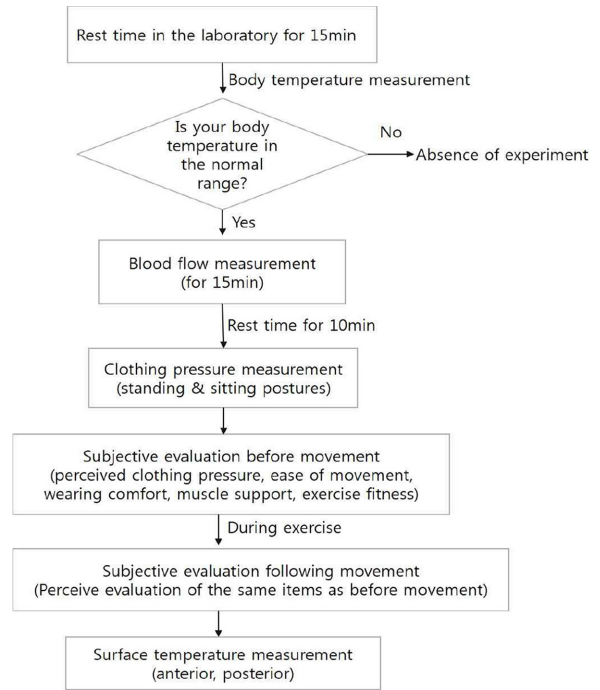 Rest time in the laboratory for 15min
Body temperature measurement
Is your body
temperature in
the normal
range?
No
Absence of experiment
Yes
Blood flow measurement
(for 15min)
Rest time for 10min
Clothing pressure measurement
(standing & sitting postures)
Subjective evaluation before movement
(perceived clothing pressure, ease of movement,
wearing comfort, muscle support, exercise fitness)
During exercise
Subjective evaluation following movement
(Perceive evaluation of the same items as before movement)
Surface temperature measurement
(anterior, posterior)